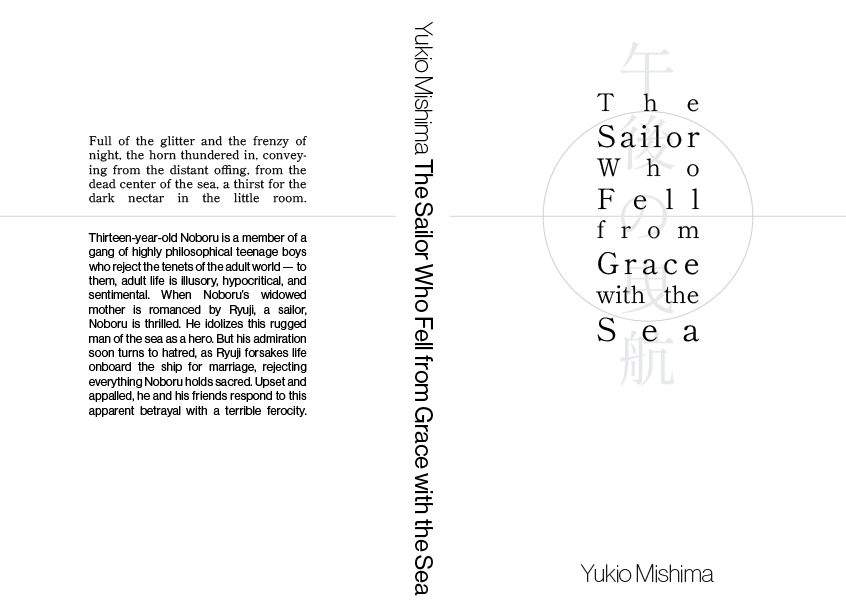 Full of the glitter and the frenzy of
night, the horn thundered in, convey-
ing from the distant offing, from the
dead center of the sea, a thirst for the
dark nectar in the little room.
Thirteen-year-old Noboru is a member of a
gang of highly philosophical teenage boys
who reject the tenets of the adult world — to
them, adult life is illusory, hypocritical, and
sentimental. When Noboru's widowed
mother is romanced by Ryuji, a sailor,
Noboru is thrilled. He idolizes this rugged
man of the sea as a hero. But his admiration
soon turns to hatred, as Ryuji forsakes life
onboard the ship for marriage, rejecting
everything Noboru holds sacred. Upset and
appalled, he and his friends respond to this
apparent betrayal with a terrible ferocity.
Yukio Mishima The Sailor Who Fell from Grace with the Sea
午後の曳航
The
Sailor
Who
Fell
from
Grace
with the
Sea
Yukio Mishima